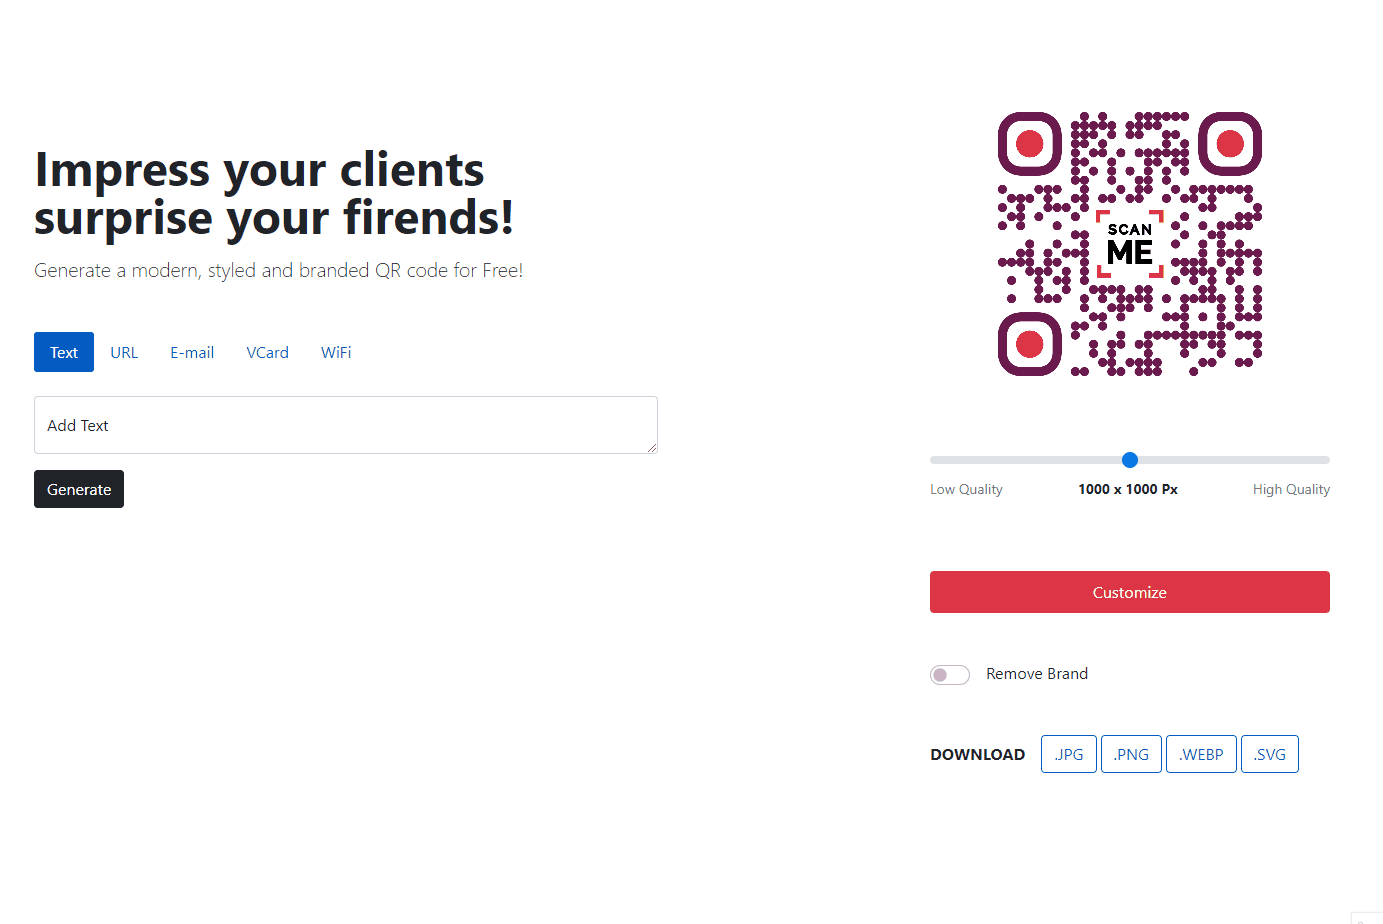 Impress your clients
surprise your firends!
Generate a modern, styled and branded QR code for Free!
Text URL E-mail VCard WiFi
Add Text
Generate
SCAN
ME
Low Quality 1000 x 1000 Px High Quality
Customize
Remove Brand
DOWNLOAD .JPG .PNG .WEBP .SVG